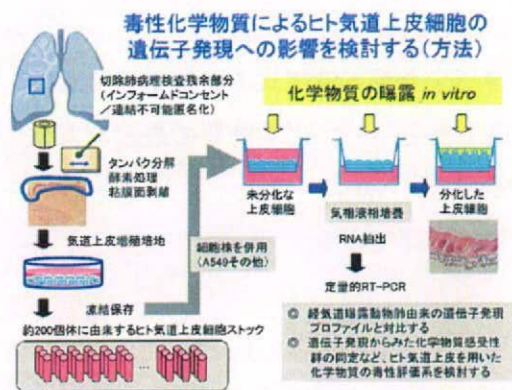 毒性化学物質によるヒト気道上皮細胞の
遺伝子発現への影響を検討する(方法)
切除肺病理検査残余部分
(インフォームドコンセント
/連結不可能匿名化)
化学物質の曝露 in vitro
タンパク分解
酵素処理
粘膜面剥離
未分化な
上皮細胞
気相液相培養
分化した
上皮細胞
気道上皮増殖培地
細胞株を併用
(A549その他)
RNA抽出
定量的RT-PCR
凍結保存
約200個体に由来するヒト気道上皮細胞ストック
...
◎ 経気道曝露動物肺由来の遺伝子発現
プロファイルと対比する
◎ 遺伝子発現からみた化学物質感受性
群の同定など、ヒト気道上皮を用いた
化学物質の毒性評価系を検討する